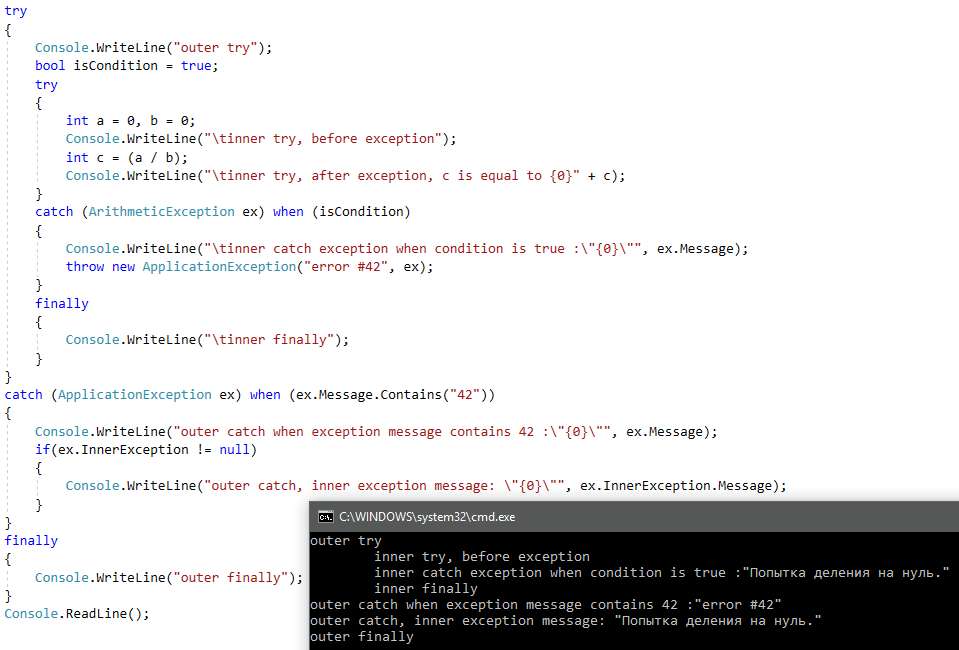 try
{
    Console.WriteLine("outer try");
    bool isCondition = true;
    try
    {
        int a = 0, b = 0;
        Console.WriteLine("\tinner try, before exception");
        int c = (a / b);
        Console.WriteLine("\tinner try, after exception, c is equal to {0}" + c);
    }
    catch (ArithmeticException ex) when (isCondition)
    {
        Console.WriteLine("\tinner catch exception when condition is true :\"{0}\"", ex.Message);
        throw new ApplicationException("error #42", ex);
    }
    finally
    {
        Console.WriteLine("\tinner finally");
    }
}
catch (ApplicationException ex) when (ex.Message.Contains("42"))
{
    Console.WriteLine("outer catch when exception message contains 42 :\"{0}\"", ex.Message);
    if(ex.InnerException != null)
    {
        Console.WriteLine("outer catch, inner exception message: \"{0}\"", ex.InnerException.Message);
    }
}
finally
{
    Console.WriteLine("outer finally");
}
Console.ReadLine();
C:\WINDOWS\system32\cmd.exe
outer try
        inner try, before exception
        inner catch exception when condition is true :"Попытка деления на нуль."
        inner finally
outer catch when exception message contains 42 :"error #42"
outer catch, inner exception message: "Попытка деления на нуль."
outer finally